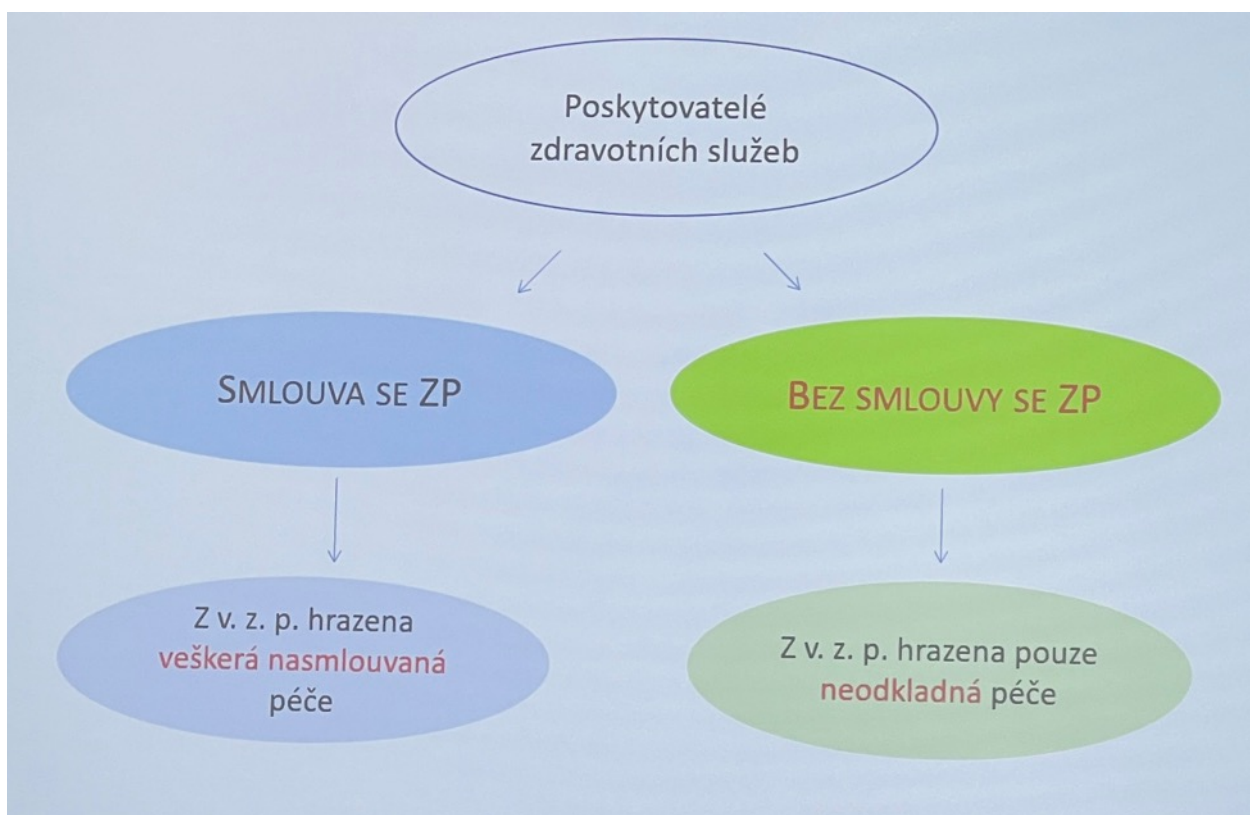 Poskytovatelé
zdravotních služeb
SMLOUVA SE ZP
BEZ SMLOUVY SE ZP
Z v. z. p. hrazena
veškerá nasmlouvaná
péče
Z v. z. p. hrazena pouze
neodkladná péče